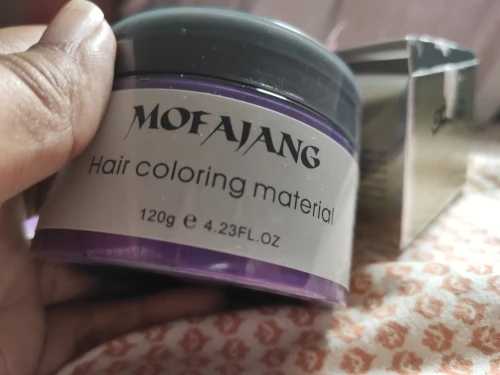 MOFAJANG
Hair coloring material
120g ℮ 4.23FL.OZ